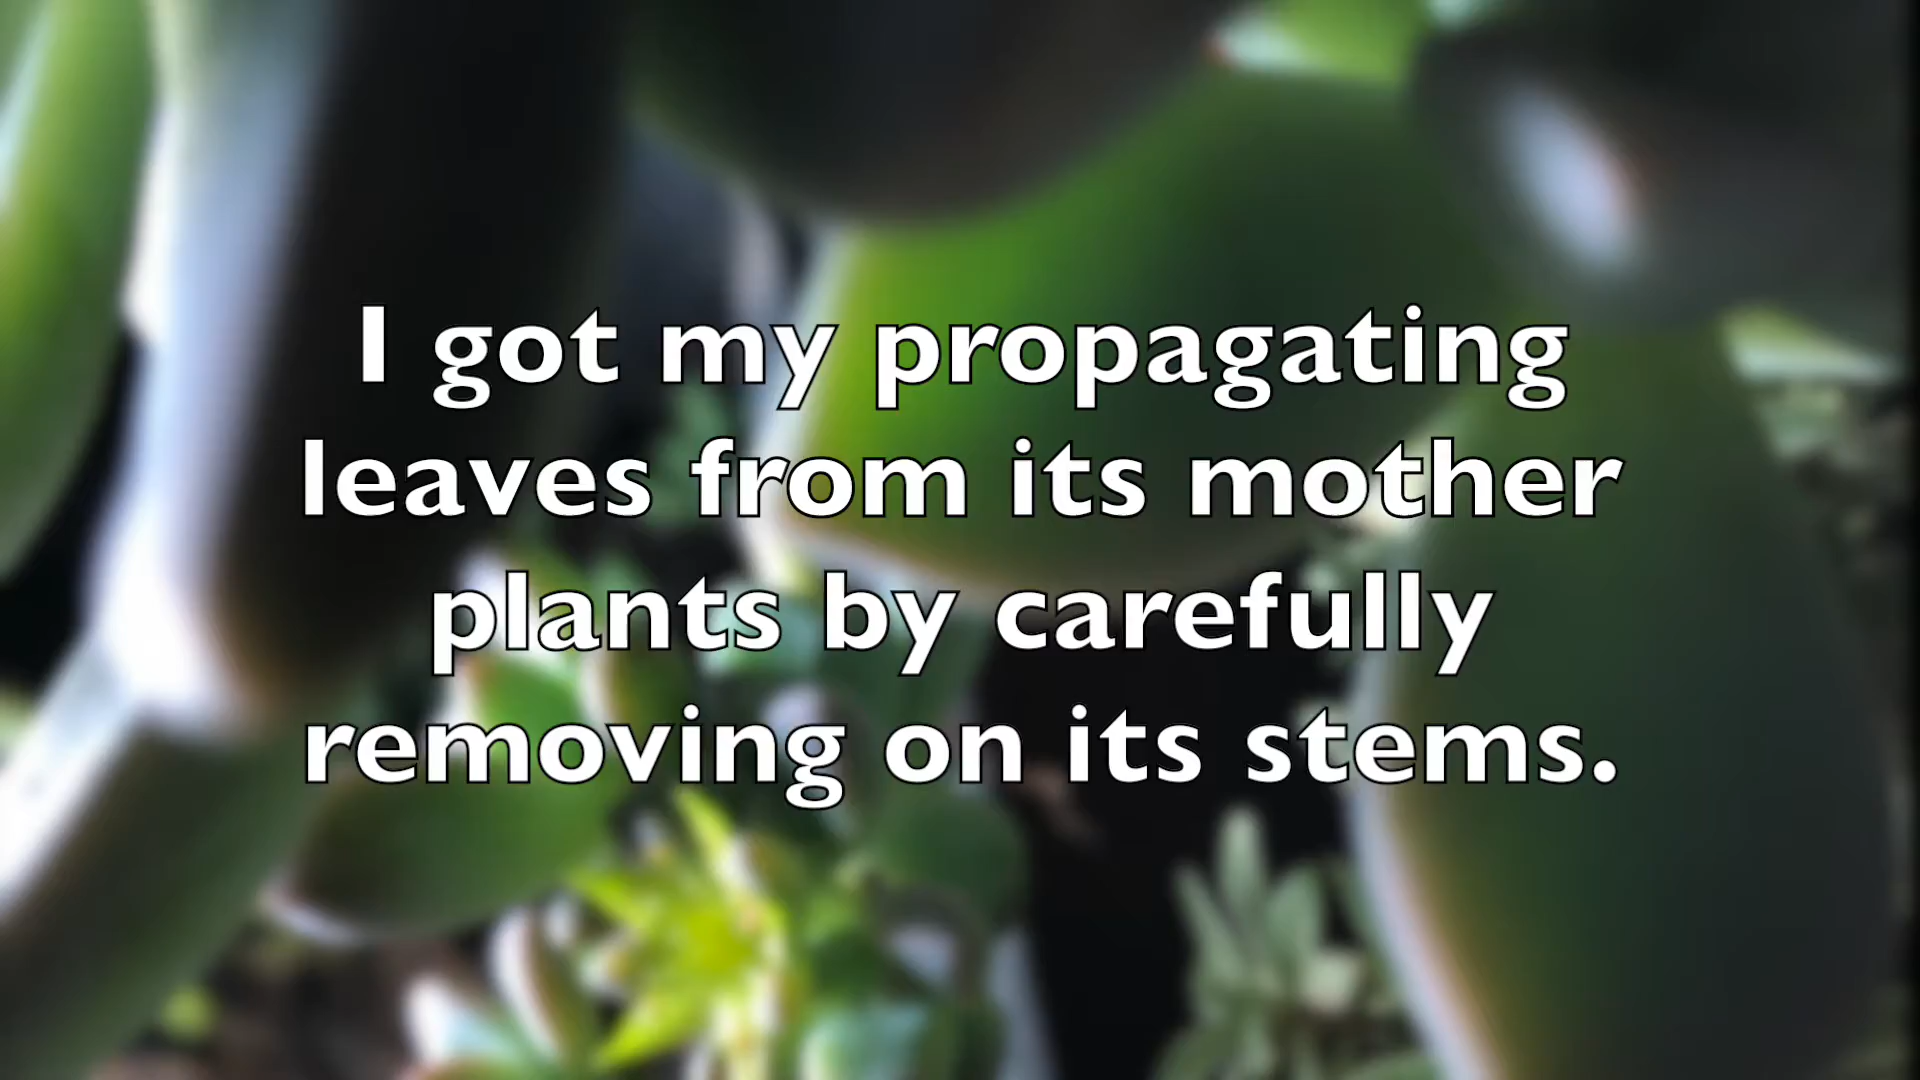 I got my propagating
leaves from its mother
plants by carefully
removing on its stems.